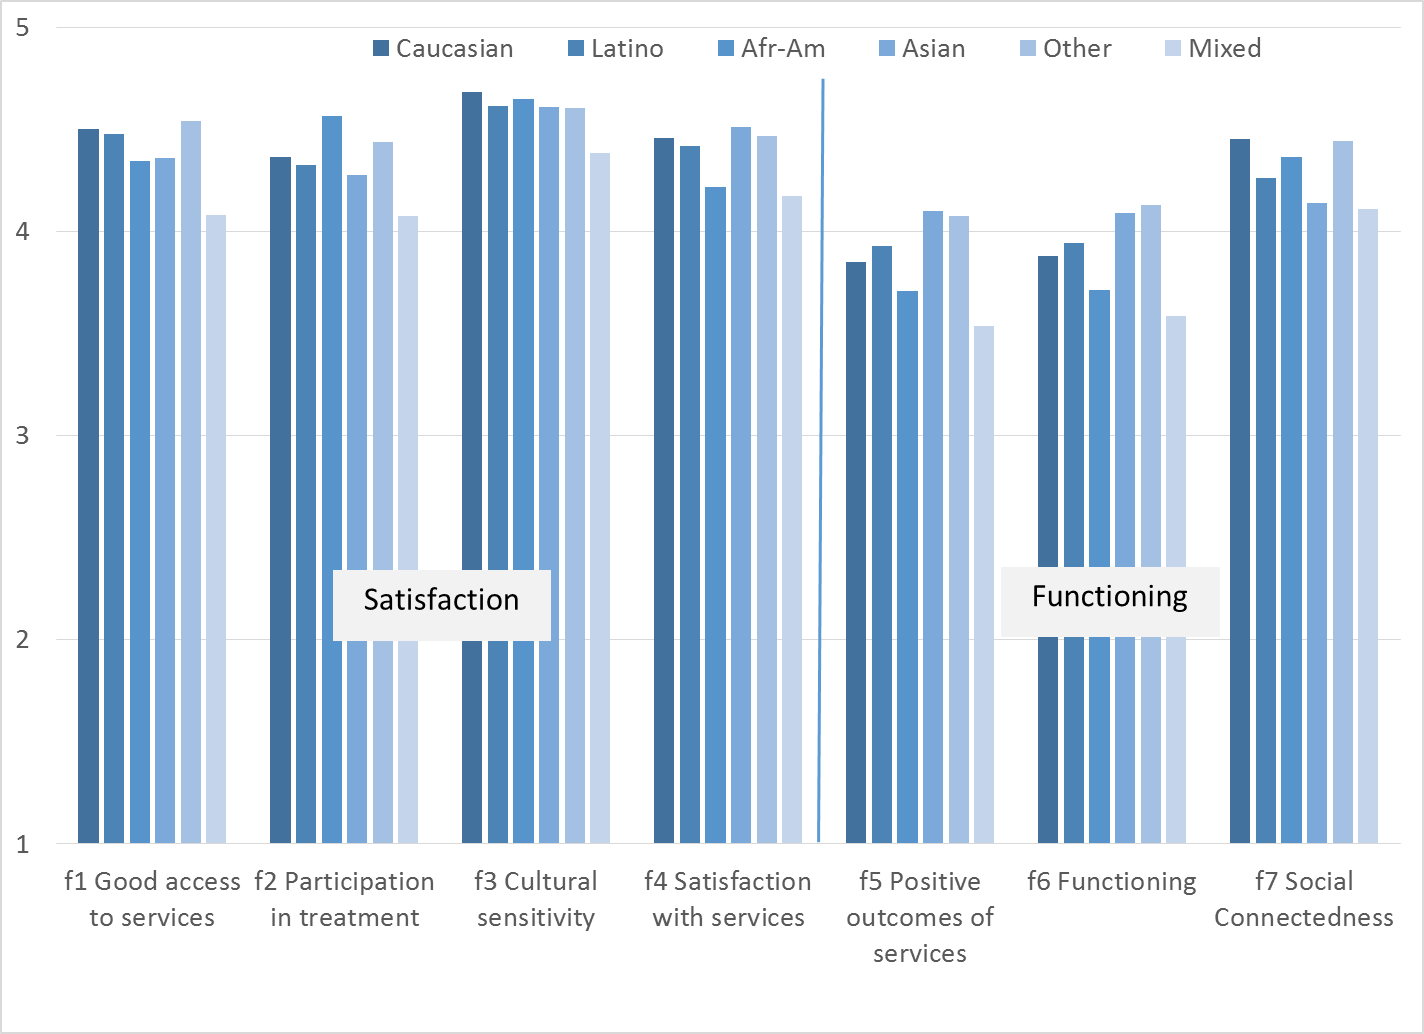 5
Caucasian Latino Afr-Am Asian Other Mixed
4
3
2
1
Satisfaction
Functioning
f1 Good access
to services
f2 Participation
in treatment
f3 Cultural
sensitivity
f4 Satisfaction
with services
f5 Positive
outcomes of
services
f6 Functioning
f7 Social
Connectedness